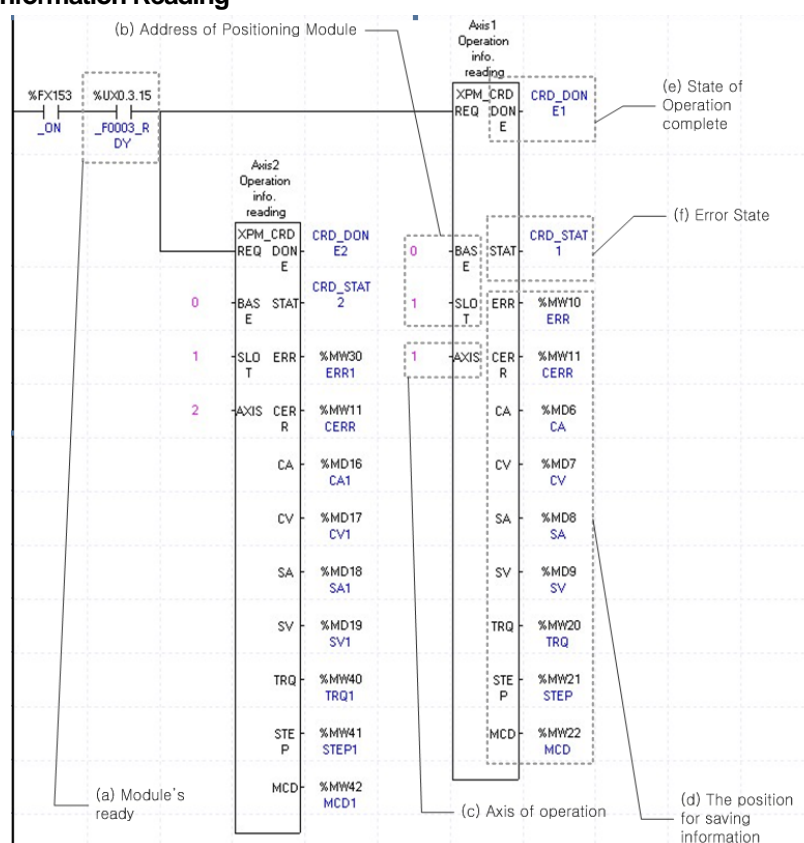 Information Reading
(b) Address of Positioning Module
Axis1
Operation
info.
reading
%FX153
_ON
%UX0.3.15
_F0003_R
DY
XPM_CRD
REQ DON
E
CRD_DON
E1
(e) State of
Operation
complete
Axis2
Operation
info.
reading
XPM_CRD
REQ DON
E
CRD_DON
E2
0
BAS STAT
E
CRD_STAT
2
1
SLO ERR
T
%MW30
ERR1
2
AXIS CER
R
%MW11
CERR
CA
%MD16
CA1
CV
%MD17
CV1
SA
%MD18
SA1
SV
%MD19
SV1
TRQ
%MW40
TRQ1
STE
P
%MW41
STEP1
MCD
%MW42
MCD1
0
BAS STAT
E
CRD_STAT
1
(f) Error State
1
SLO ERR
T
%MW10
ERR
1
AXIS CER
R
%MW11
CERR
CA
%MD6
CA
CV
%MD7
CV
SA
%MD8
SA
SV
%MD9
SV
TRQ
%MW20
TRQ
STE
P
%MW21
STEP
MCD
%MW22
MCD
(a) Module's
ready
(c) Axis of operation
(d) The position
for saving
information